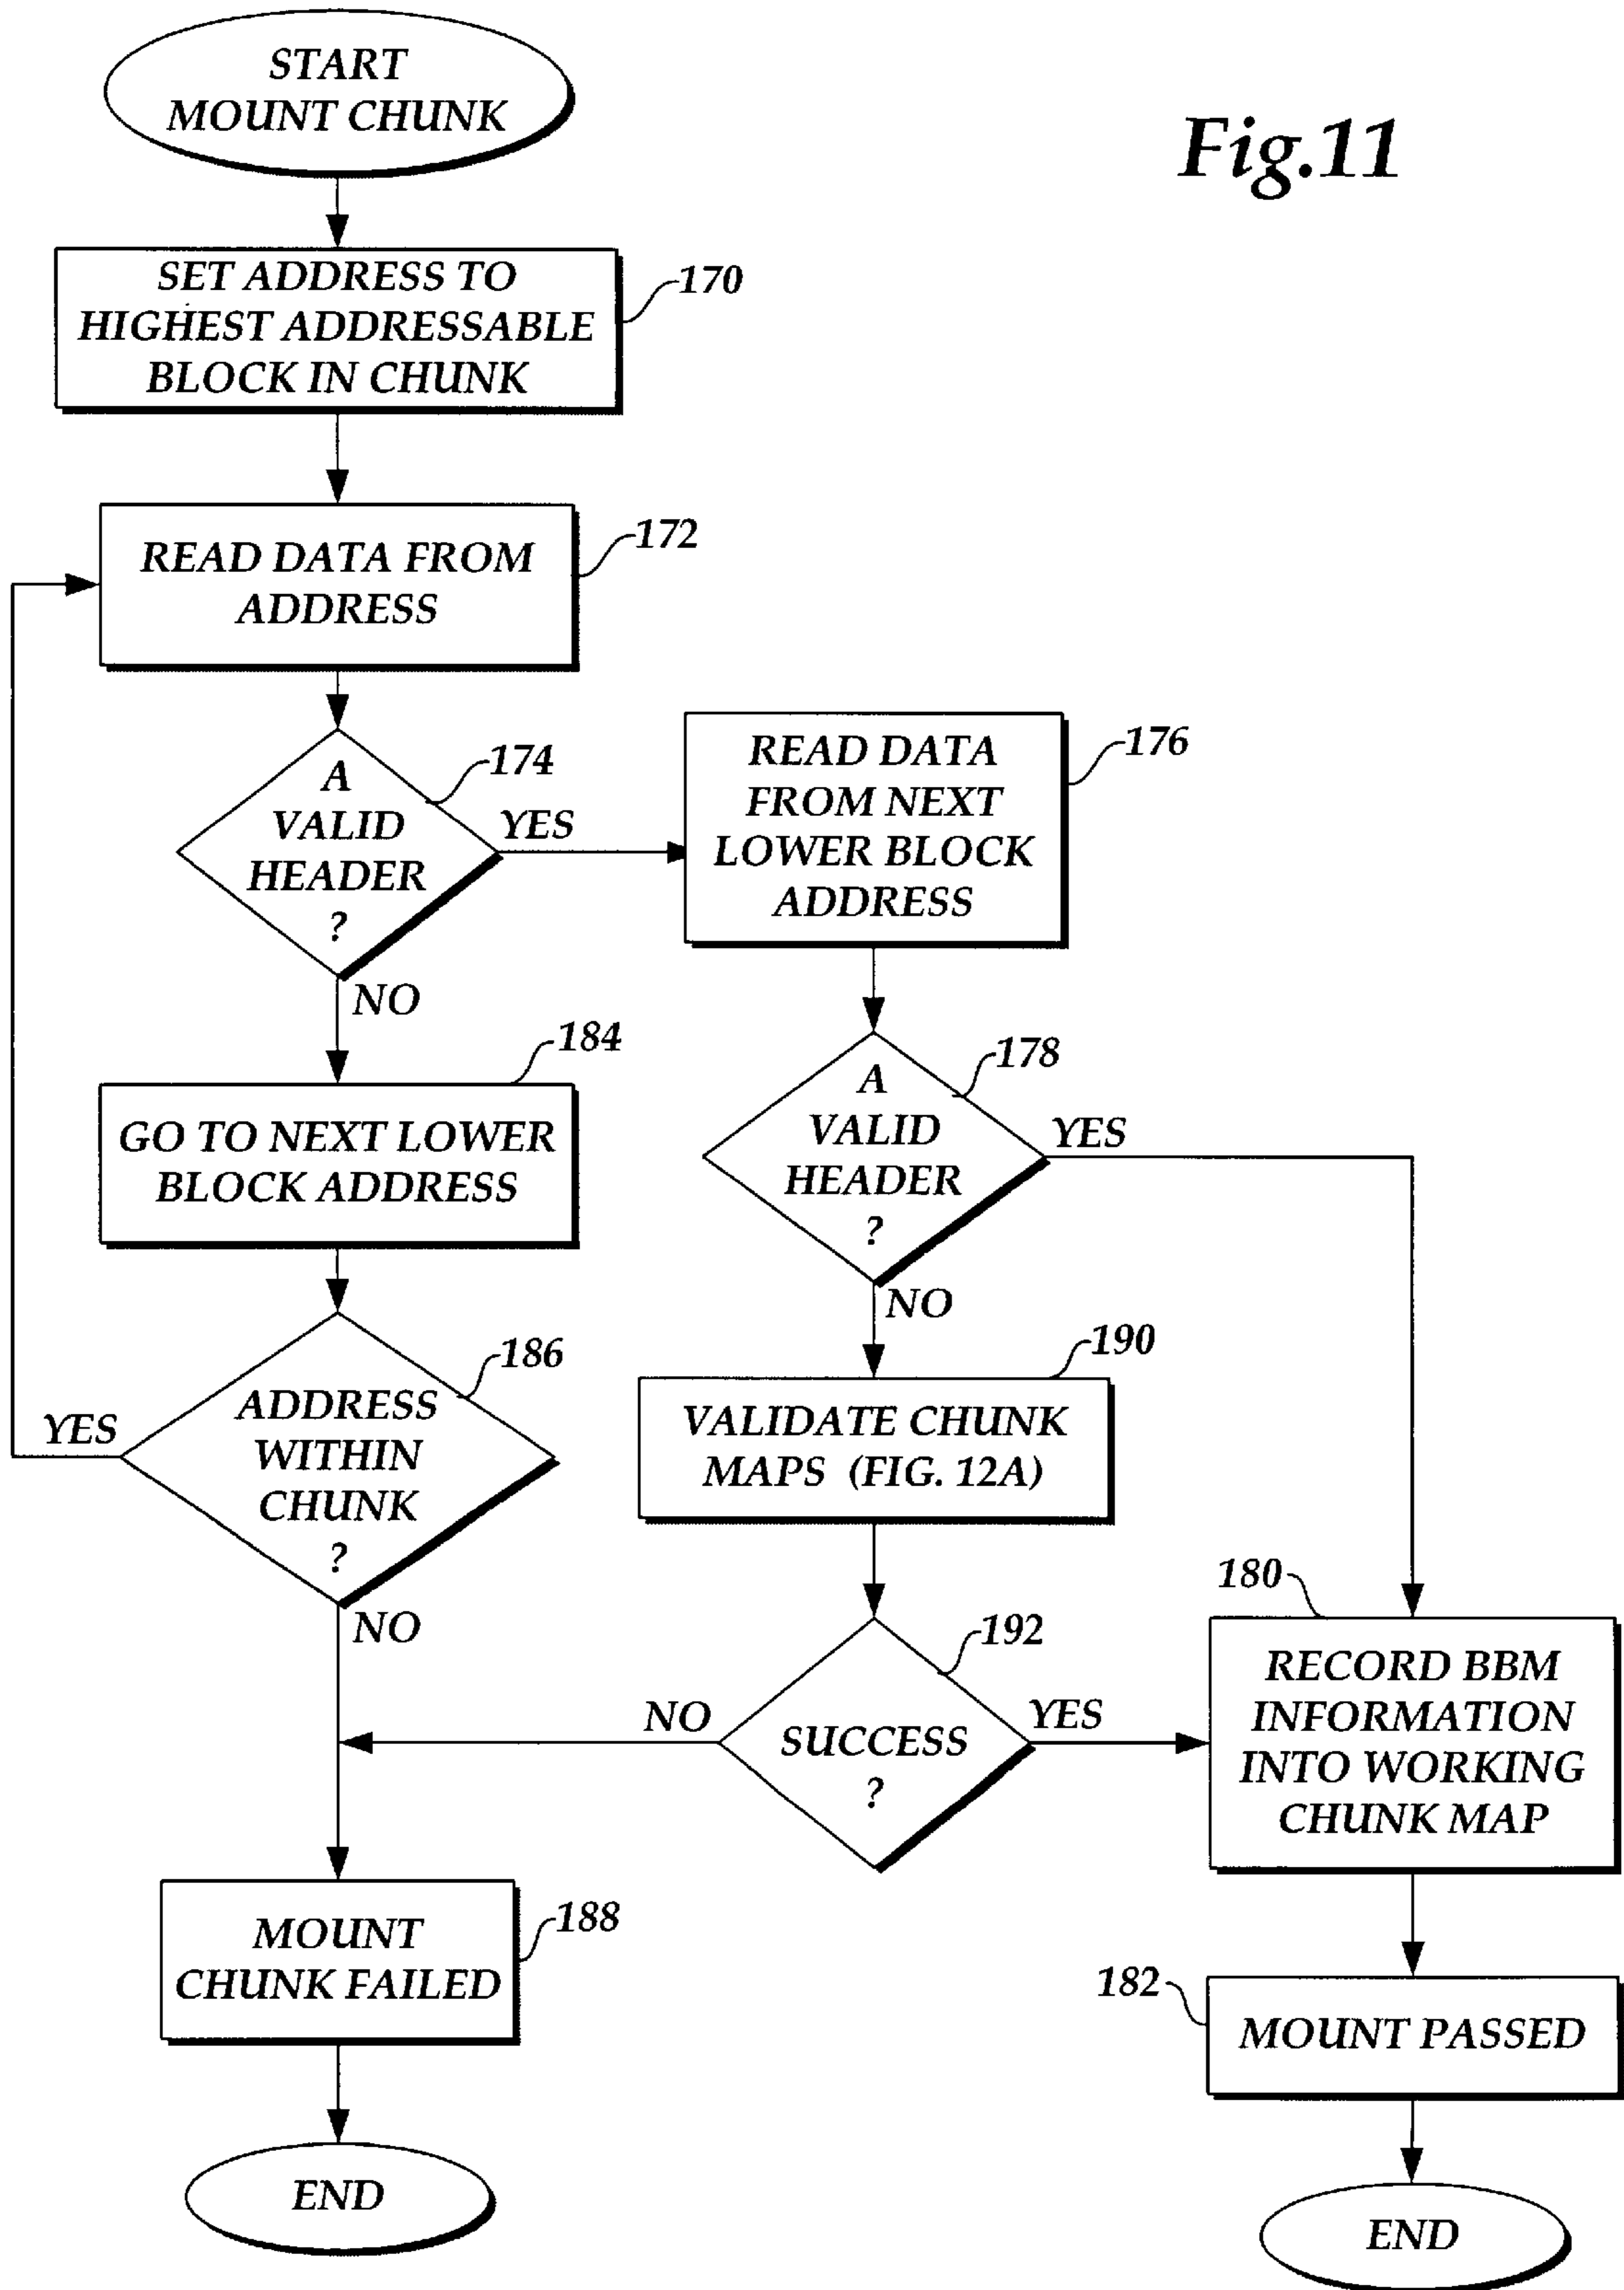 START
MOUNT CHUNK
Fig.11
SET ADDRESS TO
HIGHEST ADDRESSABLE
BLOCK IN CHUNK
170
READ DATA FROM
ADDRESS
172
A
VALID
HEADER
?
174
YES
NO
READ DATA
FROM NEXT
LOWER BLOCK
ADDRESS
176
A
VALID
HEADER
?
178
YES
NO
184
GO TO NEXT LOWER
BLOCK ADDRESS
ADDRESS
WITHIN
CHUNK
?
186
YES
NO
190
VALIDATE CHUNK
MAPS (FIG. 12A)
SUCCESS
?
192
NO
YES
180
RECORD BBM
INFORMATION
INTO WORKING
CHUNK MAP
MOUNT
CHUNK FAILED
188
182
MOUNT PASSED
END
END